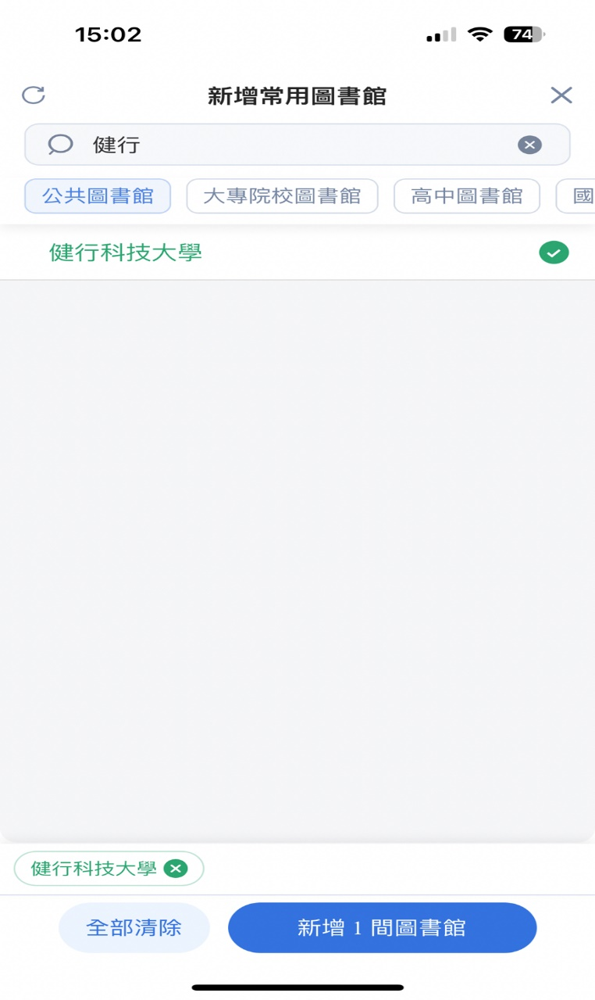 15:02
74
新增常用圖書館
健行
公共圖書館 大專院校圖書館 高中圖書館 國
健行科技大學
健行科技大學
全部清除 新增 1 間圖書館